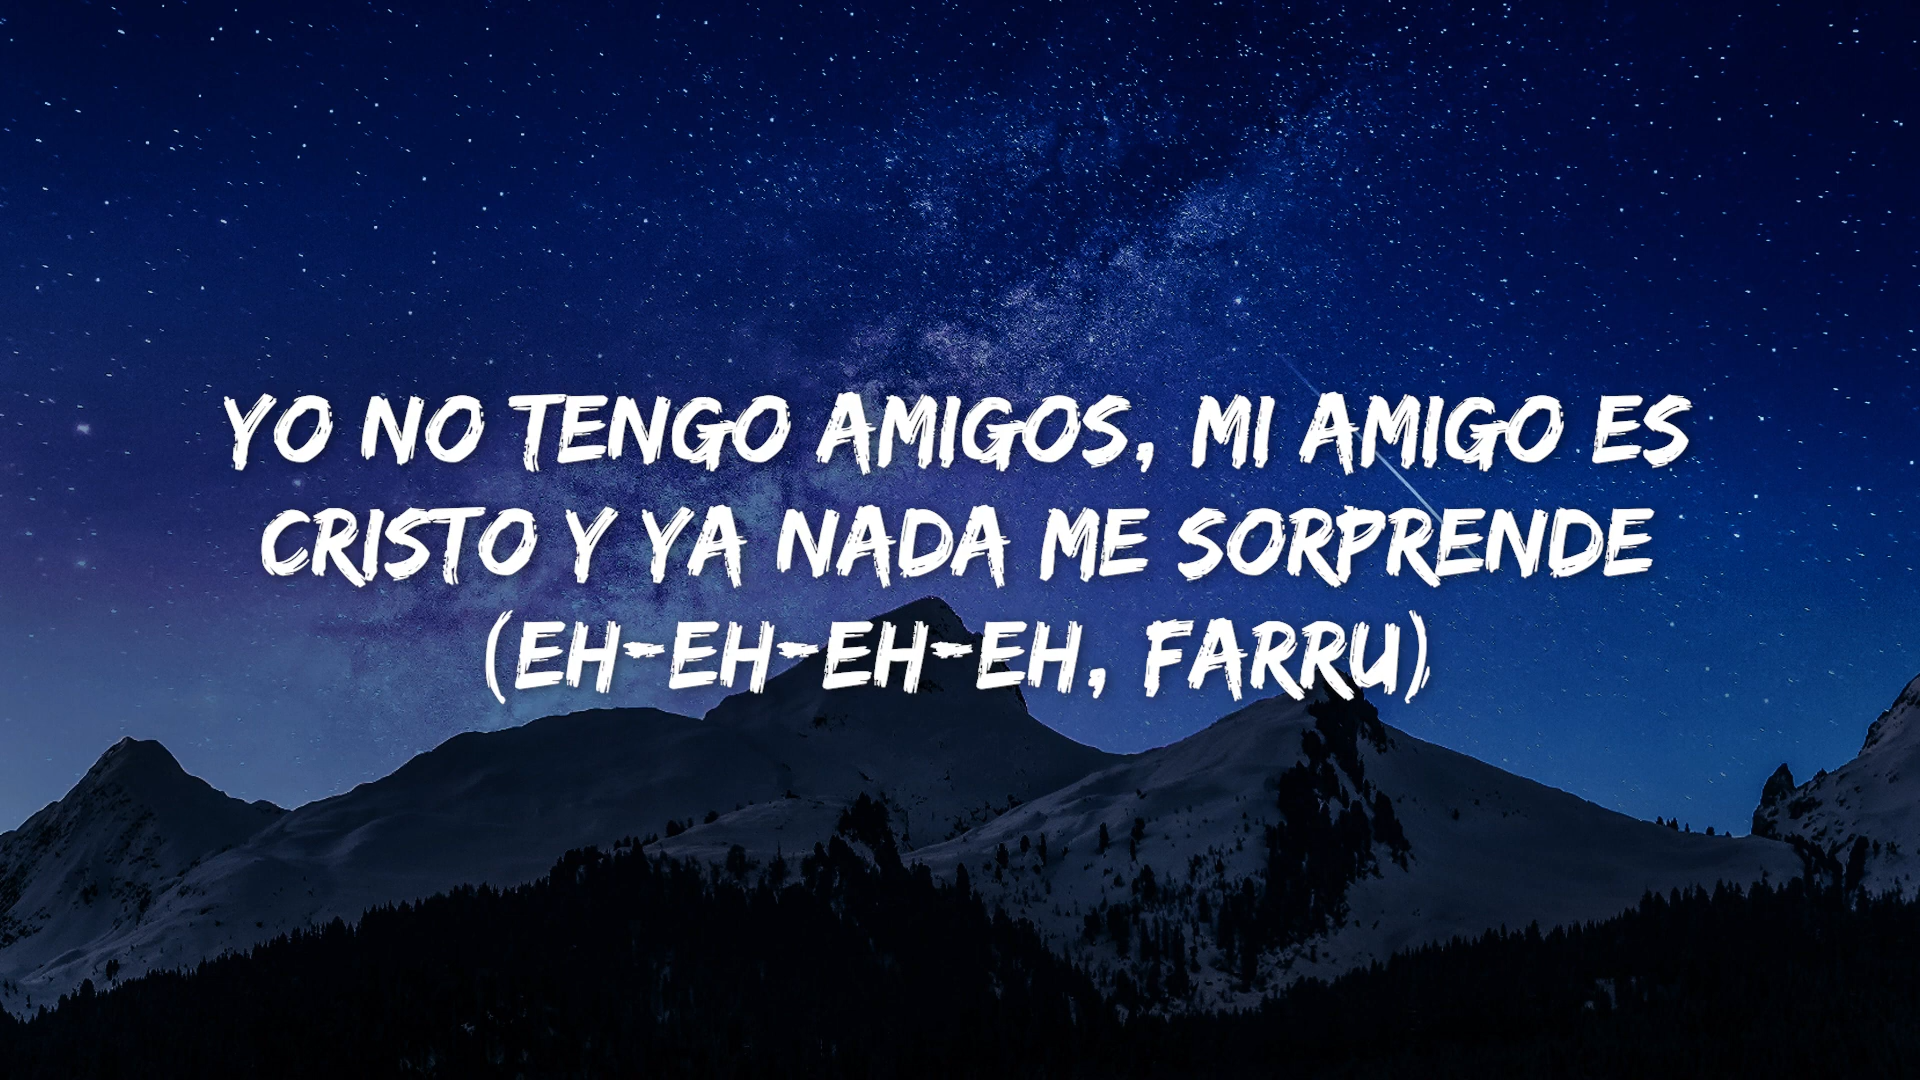 YO NO TENGO AMIGOS, MI AMIGO ES
CRISTO Y YA NADA ME SORPRENDE
(EH-EH-EH-EH, FARRU)